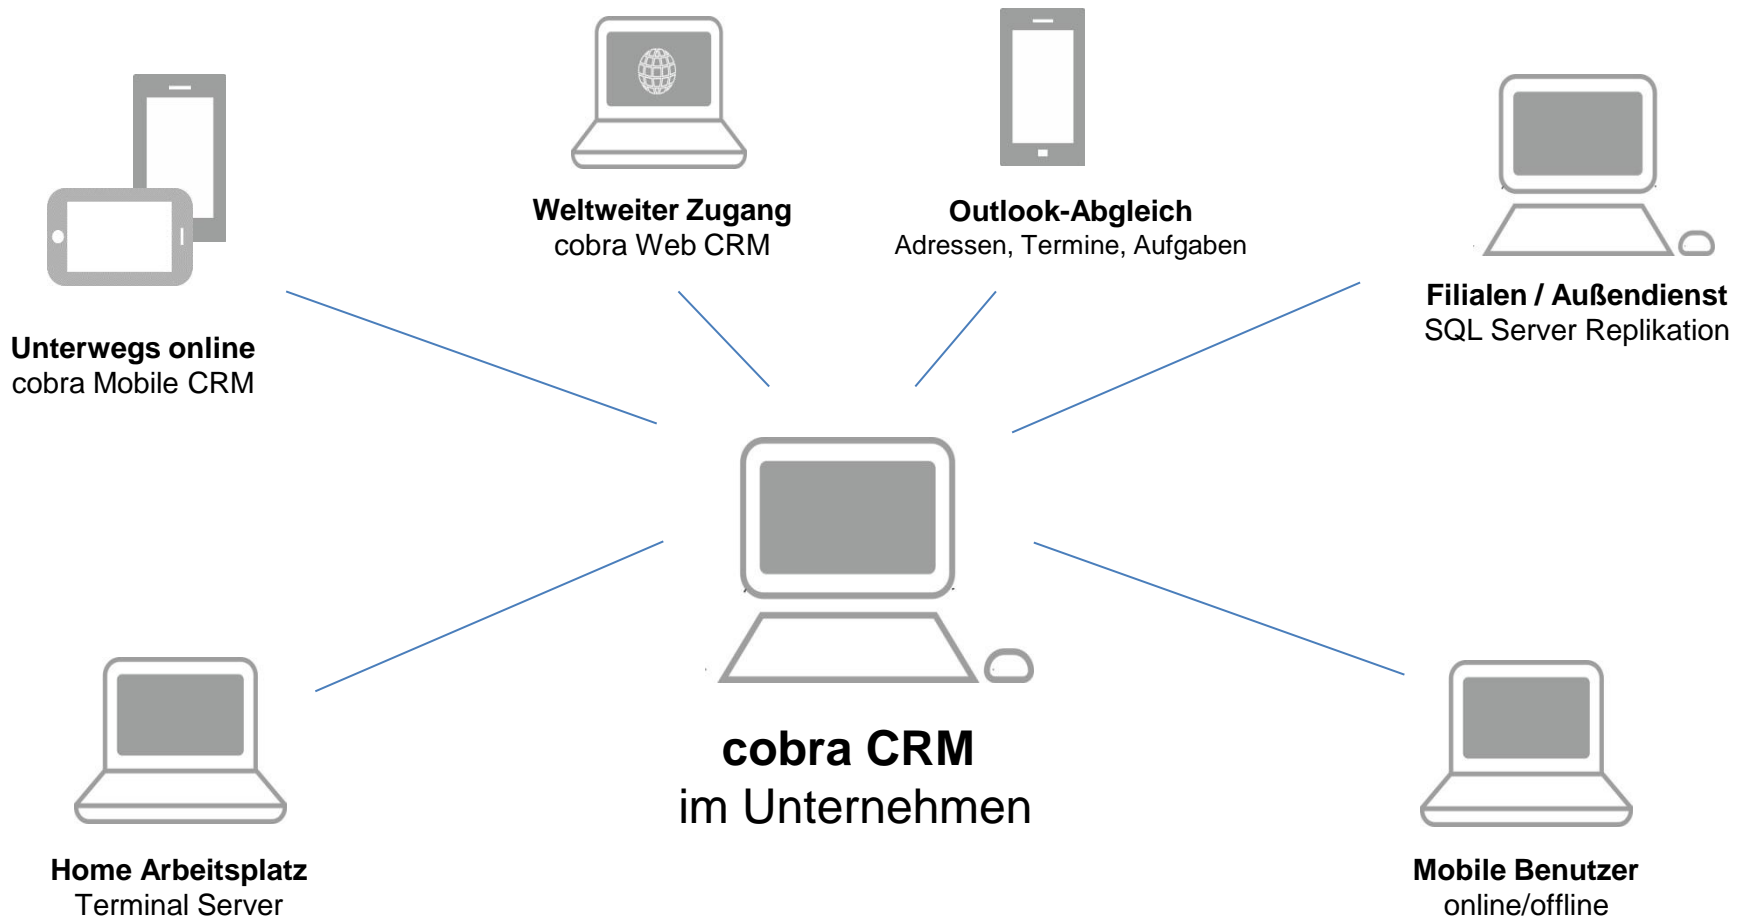 Weltweiter Zugang
cobra Web CRM
Outlook-Abgleich
Adressen, Termine, Aufgaben
Filialen / Außendienst
SQL Server Replikation
Unterwegs online
cobra Mobile CRM
cobra CRM
im Unternehmen
Home Arbeitsplatz
Terminal Server
Mobile Benutzer
online/offline